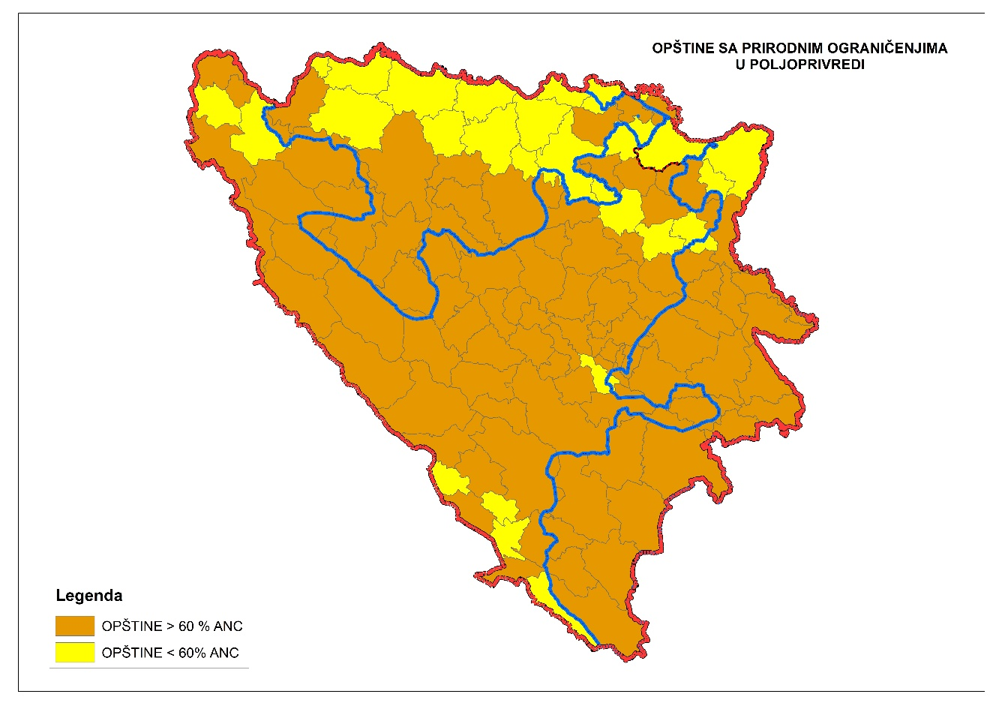 OPŠTINE SA PRIRODNIM OGRANIČENJIMA
U POLJOPRIVREDI
Legenda
OPŠTINE > 60 % ANC
OPŠTINE < 60% ANC